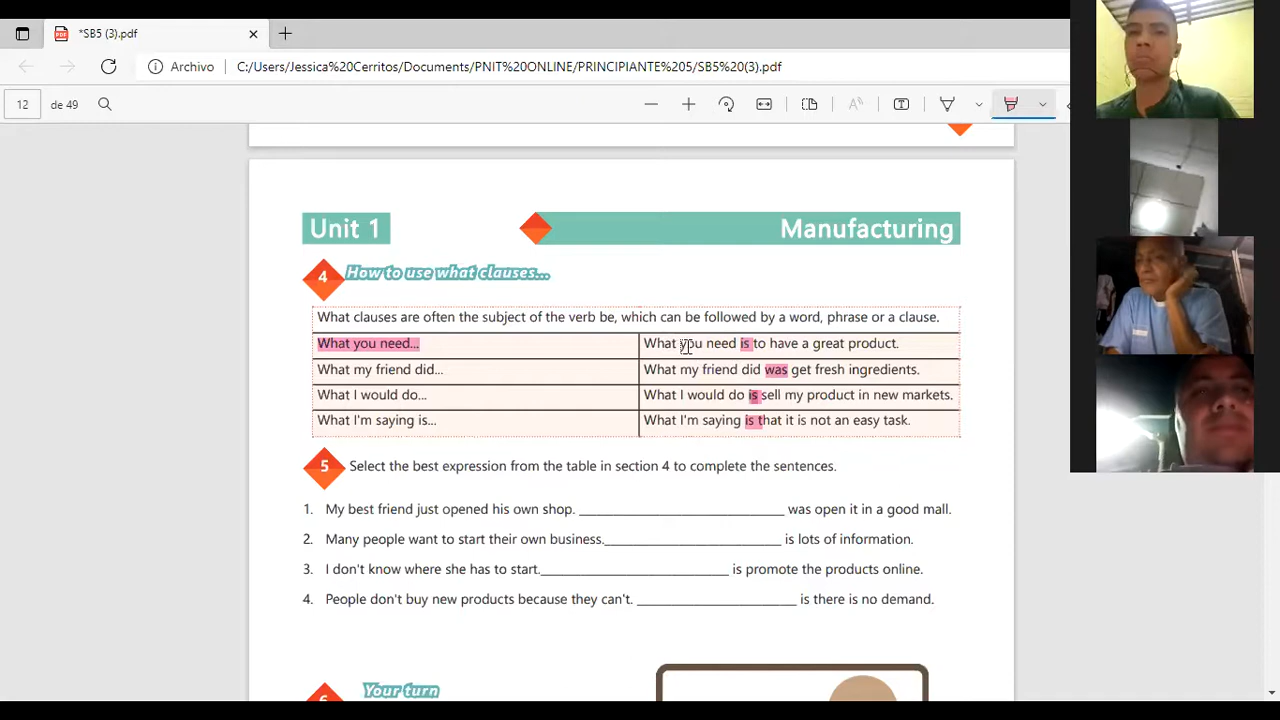 *SB5 (3).pdf
Archivo C:/Users/Jessica%20Cerritos/Documents/PNIT%20ONLINE/PRINCIPIANTE%205/SB5%20(3).pdf
12 de 49
Unit 1 Manufacturing
4 How to use what clauses...
What clauses are often the subject of the verb be, which can be followed by a word, phrase or a clause.
What you need... What you need is to have a great product.
What my friend did... What my friend did was get fresh ingredients.
What I would do... What I would do is sell my product in new markets.
What I'm saying is... What I'm saying is that it is not an easy task.
5 Select the best expression from the table in section 4 to complete the sentences.
1. My best friend just opened his own shop. ____________________________ was open it in a good mall.
2. Many people want to start their own business.________________________ is lots of information.
3. I don't know where she has to start.__________________________ is promote the products online.
4. People don't buy new products because they can't. ______________________ is there is no demand.
6 Your turn